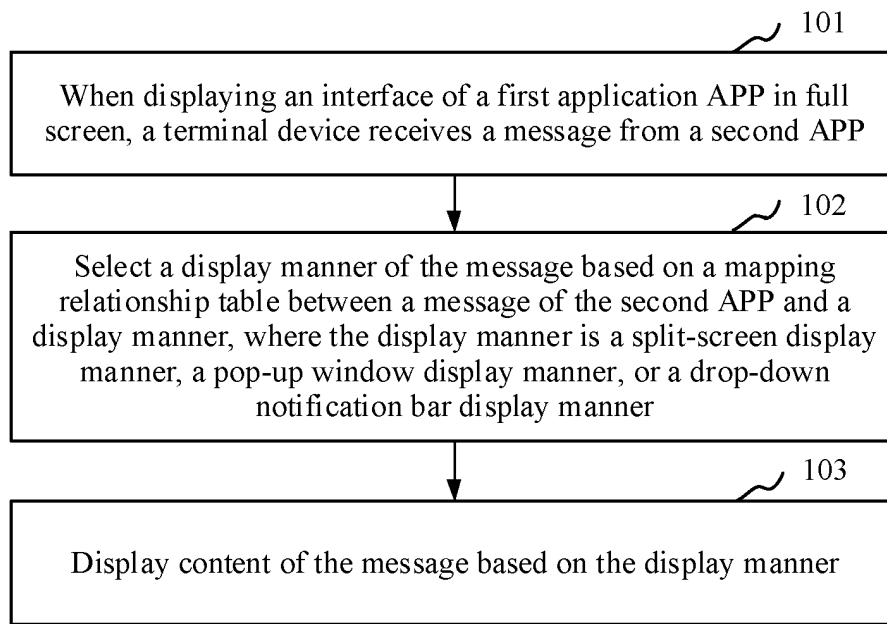 101
When displaying an interface of a first application APP in full
screen, a terminal device receives a message from a second APP
102
Select a display manner of the message based on a mapping
relationship table between a message of the second APP and a
display manner, where the display manner is a split-screen display
manner, a pop-up window display manner, or a drop-down
notification bar display manner
103
Display content of the message based on the display manner